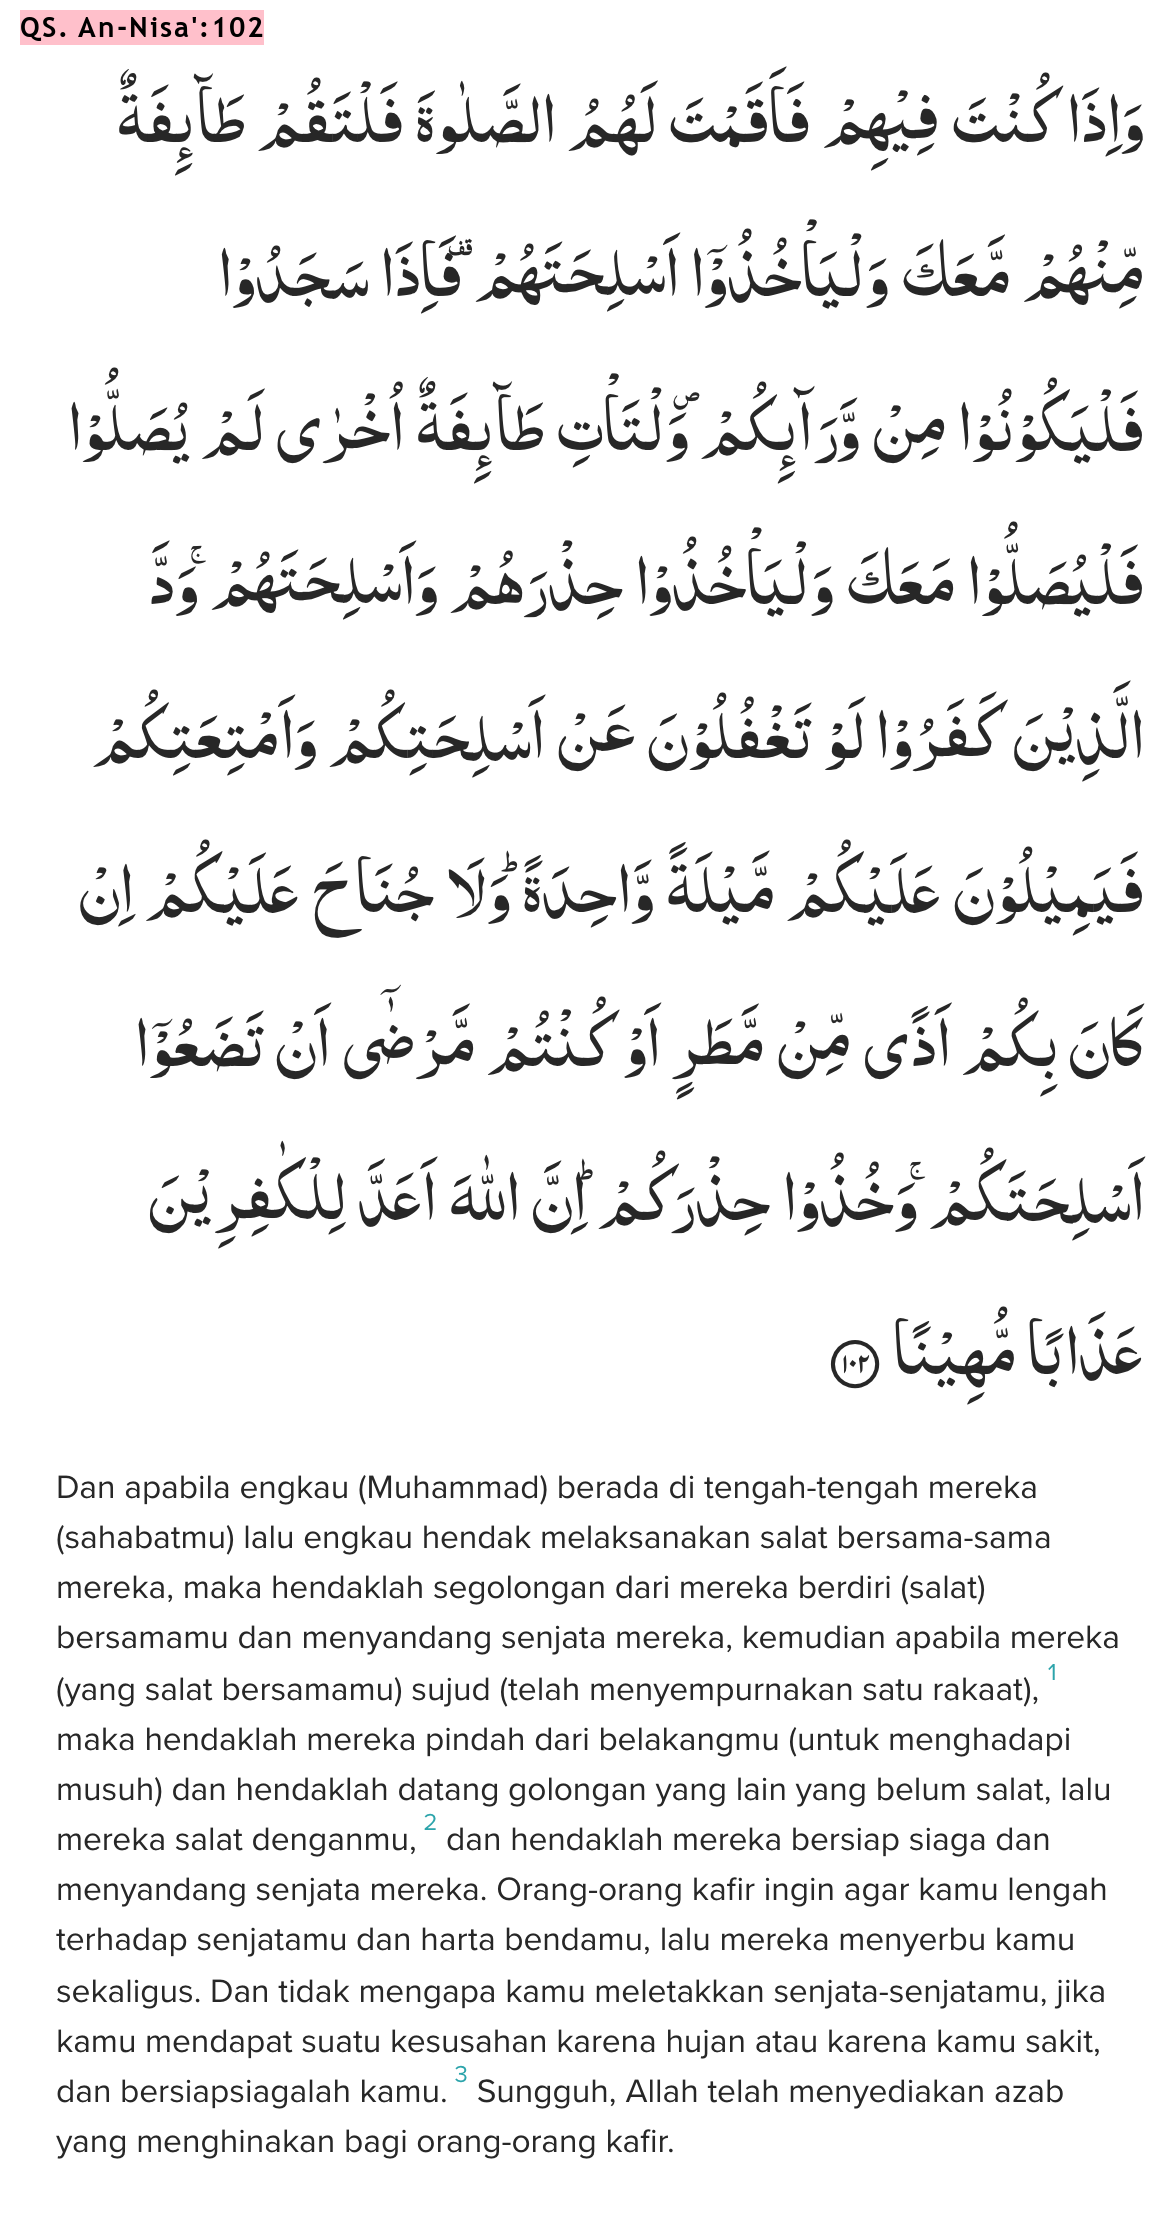 QS. An-Nisa':102
وَاِذَا كُنْتَ فِيْهِمْ فَاَقَمْتَ لَهُمُ الصَّلٰوةَ فَلْتَقُمْ طَاۤىِٕفَةٌ
مِّنْهُمْ مَّعَكَ وَلْيَأْخُذُوْٓا اَسْلِحَتَهُمْ ۗ فَاِذَا سَجَدُوْا
فَلْيَكُوْنُوْا مِنْ وَّرَاۤىِٕكُمْۖ وَلْتَأْتِ طَاۤىِٕفَةٌ اُخْرٰى لَمْ يُصَلُّوْا
فَلْيُصَلُّوْا مَعَكَ وَلْيَأْخُذُوْا حِذْرَهُمْ وَاَسْلِحَتَهُمْ ۚ وَدَّ
الَّذِيْنَ كَفَرُوْا لَوْ تَغْفُلُوْنَ عَنْ اَسْلِحَتِكُمْ وَاَمْتِعَتِكُمْ
فَيَمِيْلُوْنَ عَلَيْكُمْ مَّيْلَةً وَّاحِدَةً ۗوَلَا جُنَاحَ عَلَيْكُمْ اِنْ
كَانَ بِكُمْ اَذًى مِّنْ مَّطَرٍ اَوْ كُنْتُمْ مَّرْضٰٓى اَنْ تَضَعُوْٓا
اَسْلِحَتَكُمْ ۚ وَخُذُوْا حِذْرَكُمْ ۗ اِنَّ اللّٰهَ اَعَدَّ لِلْكٰفِرِيْنَ
عَذَابًا مُّهِيْنًا ١٠٢
Dan apabila engkau (Muhammad) berada di tengah-tengah mereka
(sahabatmu) lalu engkau hendak melaksanakan salat bersama-sama
mereka, maka hendaklah segolongan dari mereka berdiri (salat)
bersamamu dan menyandang senjata mereka, kemudian apabila mereka
(yang salat bersamamu) sujud (telah menyempurnakan satu rakaat), 1
maka hendaklah mereka pindah dari belakangmu (untuk menghadapi
musuh) dan hendaklah datang golongan yang lain yang belum salat, lalu
mereka salat denganmu, 2 dan hendaklah mereka bersiap siaga dan
menyandang senjata mereka. Orang-orang kafir ingin agar kamu lengah
terhadap senjatamu dan harta bendamu, lalu mereka menyerbu kamu
sekaligus. Dan tidak mengapa kamu meletakkan senjata-senjatamu, jika
kamu mendapat suatu kesusahan karena hujan atau karena kamu sakit,
dan bersiapsiagalah kamu. 3 Sungguh, Allah telah menyediakan azab
yang menghinakan bagi orang-orang kafir.